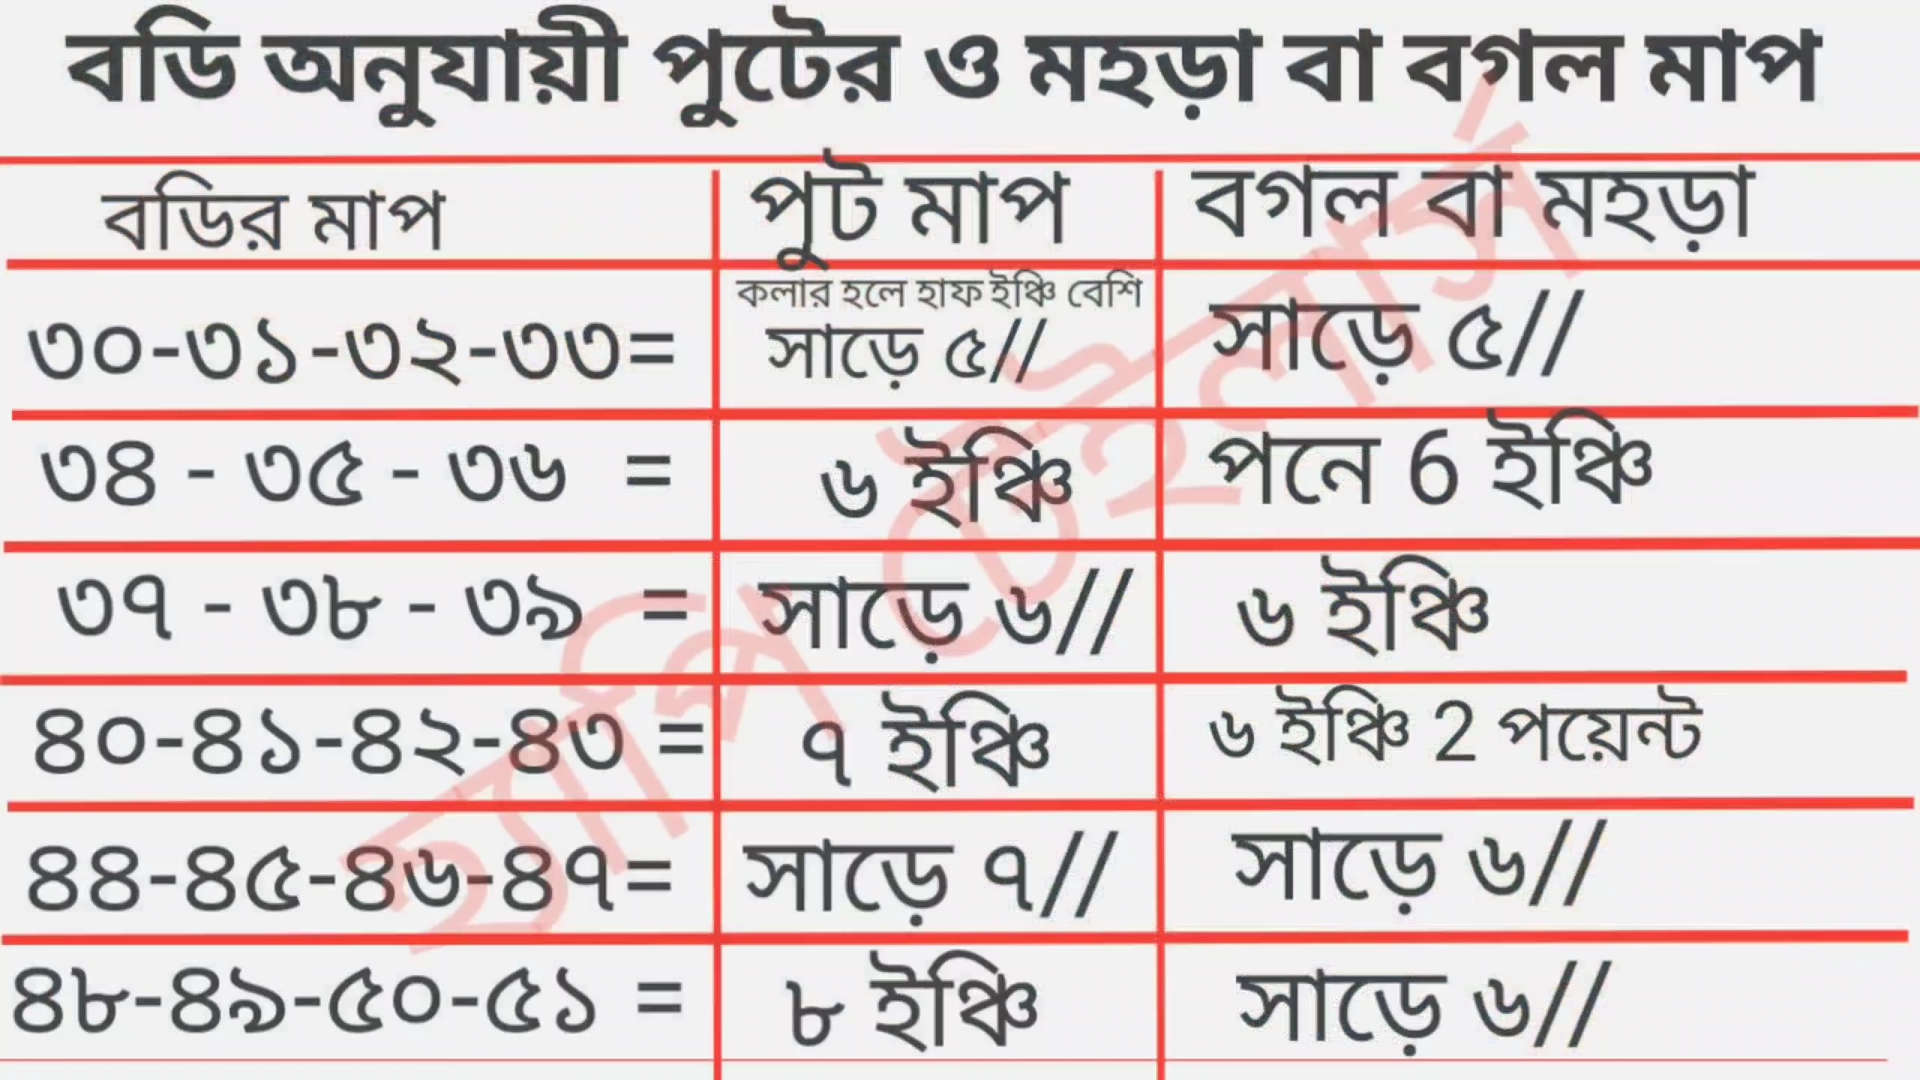 বডি অনুযায়ী পুটের ও মহড়া বা বগল মাপ
বডির মাপ পুট মাপ বগল বা মহড়া
কলার হলে হাফ ইঞ্চি বেশি
৩০-৩১-৩২-৩৩= সাড়ে ৫// সাড়ে ৫//
৩৪ - ৩৫ - ৩৬ = ৬ ইঞ্চি পনে 6 ইঞ্চি
৩৭ - ৩৮ - ৩৯ = সাড়ে ৬// ৬ ইঞ্চি
৪০-৪১-৪২-৪৩ = ৭ ইঞ্চি ৬ ইঞ্চি 2 পয়েন্ট
৪৪-৪৫-৪৬-৪৭= সাড়ে ৭// সাড়ে ৬//
৪৮-৪৯-৫০-৫১ = ৮ ইঞ্চি সাড়ে ৬//
হ্যাপি টেইলার্স